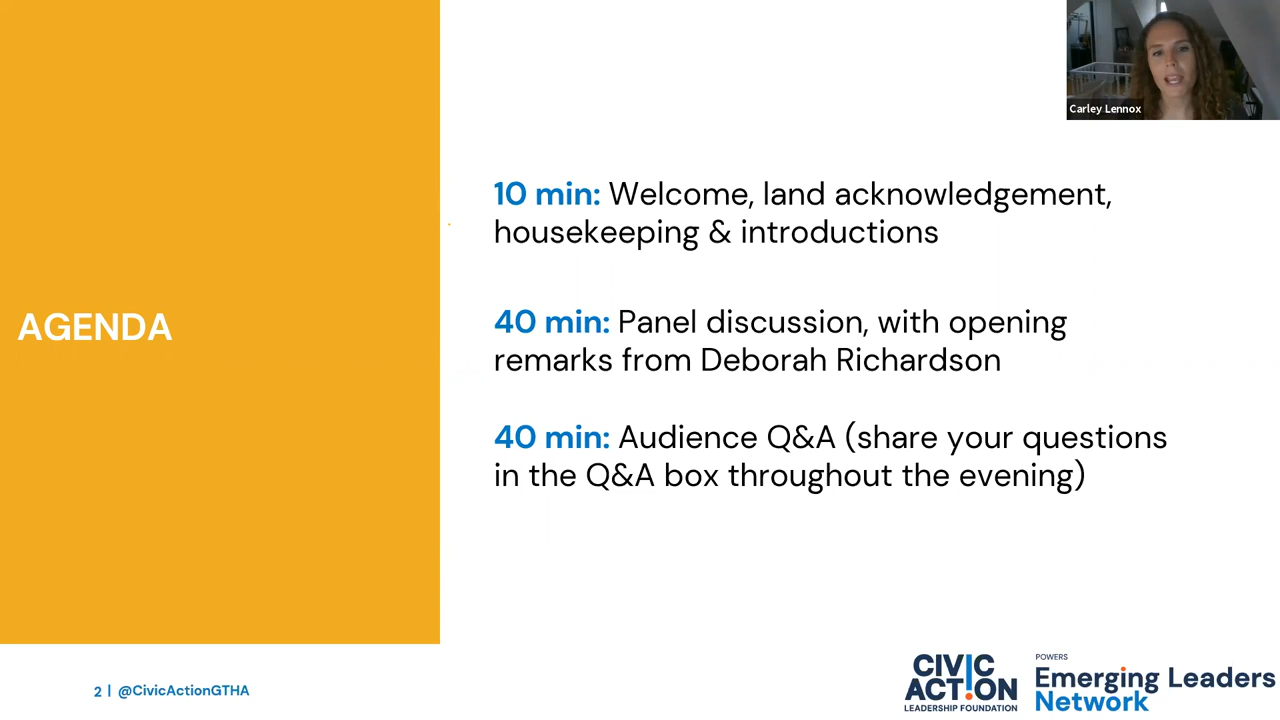 Carley Lennox
10 min: Welcome, land acknowledgement,
housekeeping & introductions
AGENDA
40 min: Panel discussion, with opening
remarks from Deborah Richardson
40 min: Audience Q&A (share your questions
in the Q&A box throughout the evening)
2 | @CivicActionGTHA
CIVIC
ACT!ON
LEADERSHIP FOUNDATION
POWERS
Emerging Leaders
Network